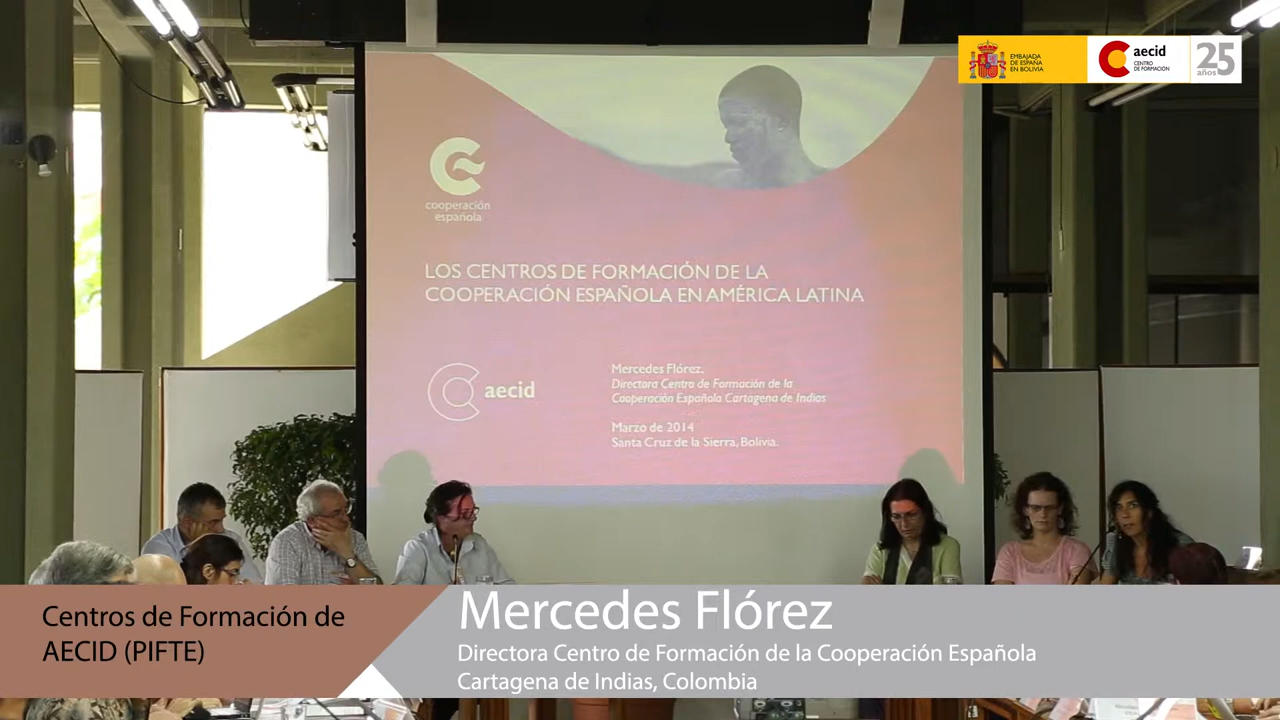 EMBAJADA
DE ESPAÑA
EN BOLIVIA
aecid
CENTRO
DE FORMACIÓN
25
años
cooperación
española
LOS CENTROS DE FORMACIÓN DE LA
COOPERACIÓN ESPAÑOLA EN AMÉRICA LATINA
aecid
Mercedes Flórez.
Directora Centro de Formación de la
Cooperación Española Cartagena de Indias
Marzo de 2014
Santa Cruz de la Sierra, Bolivia.
Centros de Formación de
AECID (PIFTE)
Mercedes Flórez
Directora Centro de Formación de la Cooperación Española
Cartagena de Indias, Colombia